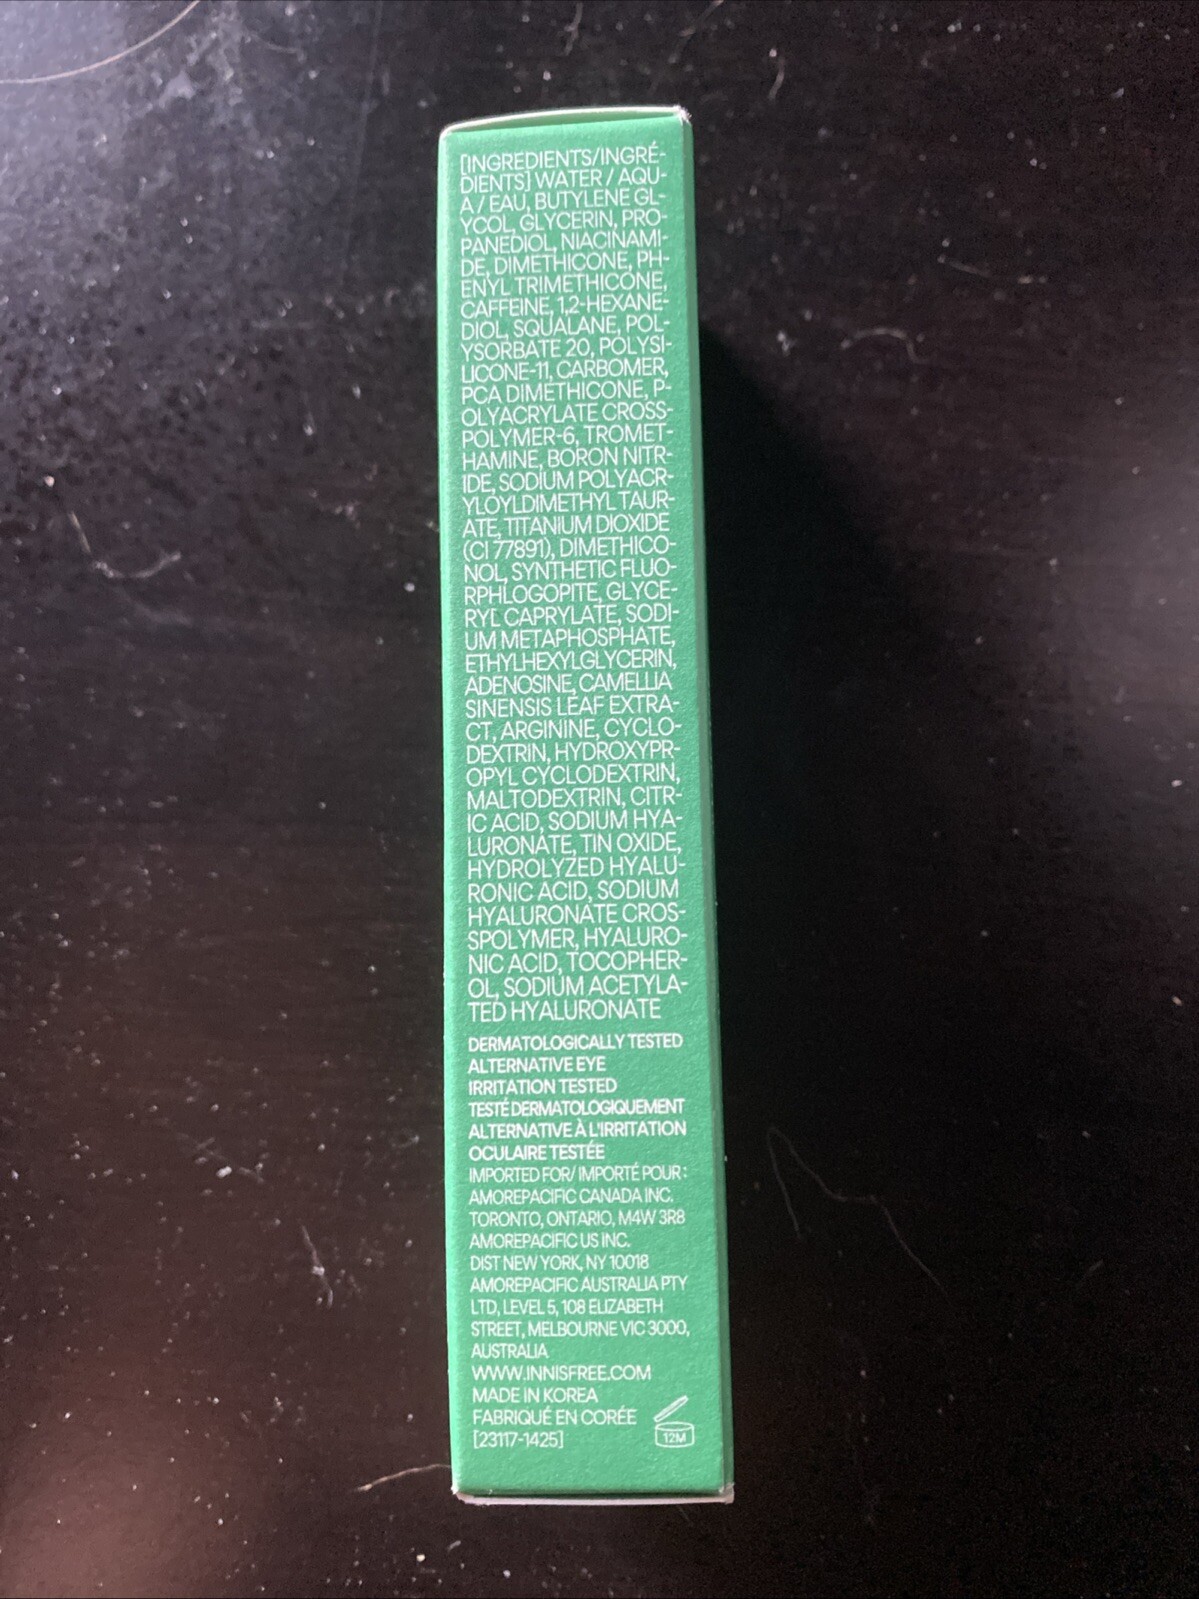 [INGREDIENTS/INGRÉ-
DIENTS] WATER / AQU-
A / EAU, BUTYLENE GL-
YCOL, GLYCERIN, PRO-
PANEDIOL, NIACINAMI-
DE, DIMETHICONE, PH-
ENYL TRIMETHICONE,
CAFFEINE, 1,2-HEXANE-
DIOL, SQUALANE, POL-
YSORBATE 20, POLYSI-
LICONE-11, CARBOMER,
PCA DIMETHICONE, P-
OLYACRYLATE CROSS-
POLYMER-6, TROMET-
HAMINE, BORON NITR-
IDE, SODIUM POLYACR-
YLOYLDIMETHYL TAUR-
ATE, TITANIUM DIOXIDE
(CI 77891), DIMETHICO-
NOL, SYNTHETIC FLUO-
RPHLOGOPITE, GLYCE-
RYL CAPRYLATE, SODI-
UM METAPHOSPHATE,
ETHYLHEXYLGLYCERIN,
ADENOSINE, CAMELLIA
SINENSIS LEAF EXTRA-
CT, ARGININE, CYCLO-
DEXTRIN, HYDROXYPR-
OPYL CYCLODEXTRIN,
MALTODEXTRIN, CITR-
IC ACID, SODIUM HYA-
LURONATE, TIN OXIDE,
HYDROLYZED HYALU-
RONIC ACID, SODIUM
HYALURONATE CROS-
SPOLYMER, HYALURO-
NIC ACID, TOCOPHER-
OL, SODIUM ACETYLA-
TED HYALURONATE
DERMATOLOGICALLY TESTED
ALTERNATIVE EYE
IRRITATION TESTED
TESTÉ DERMATOLOGIQUEMENT
ALTERNATIVE À L'IRRITATION
OCULAIRE TESTÉE
IMPORTED FOR/ IMPORTÉ POUR :
AMOREPACIFIC CANADA INC.
TORONTO, ONTARIO, M4W 3R8
AMOREPACIFIC US INC.
DIST NEW YORK, NY 10018
AMOREPACIFIC AUSTRALIA PTY
LTD, LEVEL 5, 108 ELIZABETH
STREET, MELBOURNE VIC 3000,
AUSTRALIA
WWW.INNISFREE.COM
MADE IN KOREA
FABRIQUÉ EN CORÉE
[23117-1425]
12M